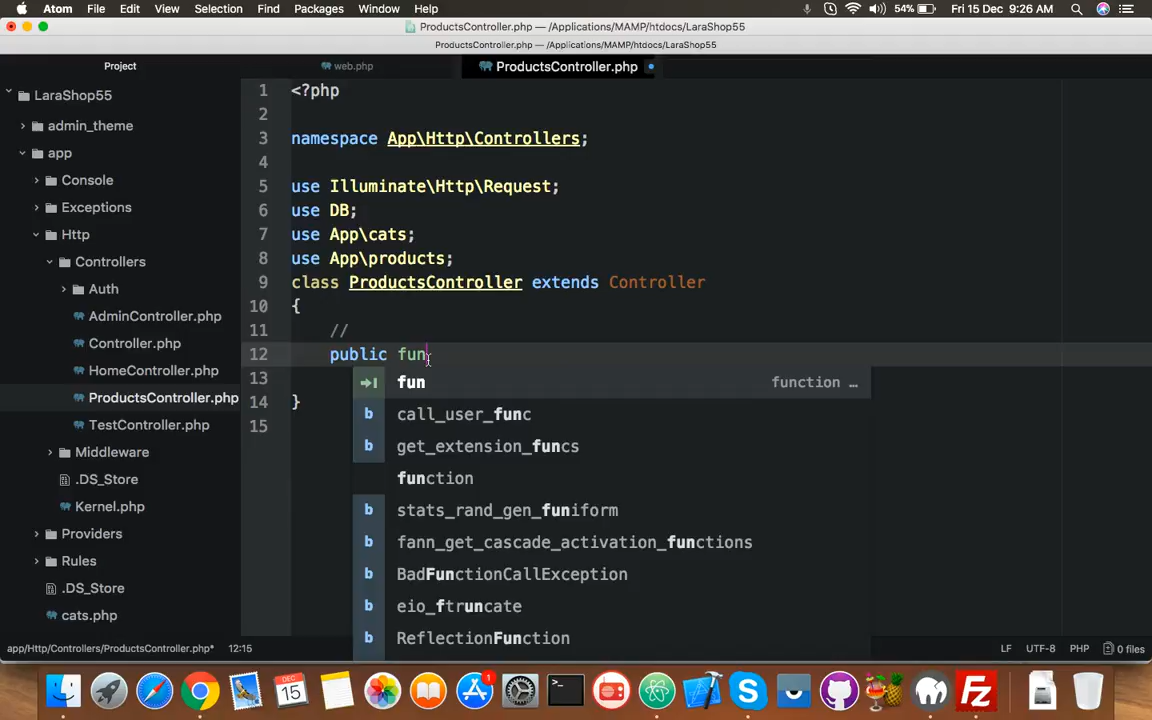 Atom File Edit View Selection Find Packages Window Help 54% Fri 15 Dec 9:26 AM
ProductsController.php — /Applications/MAMP/htdocs/LaraShop55
ProductsController.php — /Applications/MAMP/htdocs/LaraShop55
Project
web.php
ProductsController.php
LaraShop55
admin_theme
app
Console
Exceptions
Http
Controllers
Auth
AdminController.php
Controller.php
HomeController.php
ProductsController.php
TestController.php
Middleware
.DS_Store
Kernel.php
Providers
Rules
.DS_Store
cats.php
1 <?php
2
3 namespace App\Http\Controllers;
4
5 use Illuminate\Http\Request;
6 use DB;
7 use App\cats;
8 use App\products;
9 class ProductsController extends Controller
10 {
11 //
12 public fun
13
14 }
15
fun function …
b call_user_func
b get_extension_funcs
function
b stats_rand_gen_funiform
b fann_get_cascade_activation_functions
b BadFunctionCallException
b eio_ftruncate
b ReflectionFunction
app/Http/Controllers/ProductsController.php* 12:15 LF UTF-8 PHP 0 files
DEC
15
1
>_
S
Fz